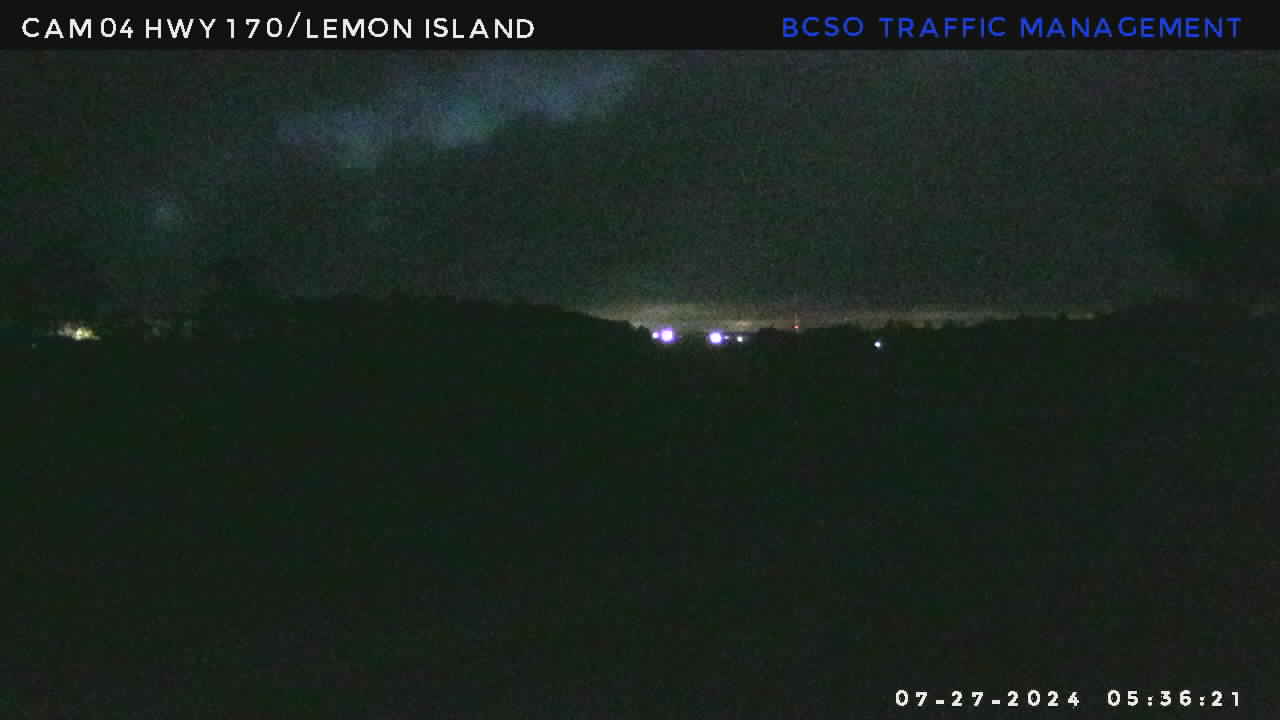 CAM04 HWY 170/LEMON ISLAND
BCSO TRAFFIC MANAGEMENT
07-27-2024 05:36:21